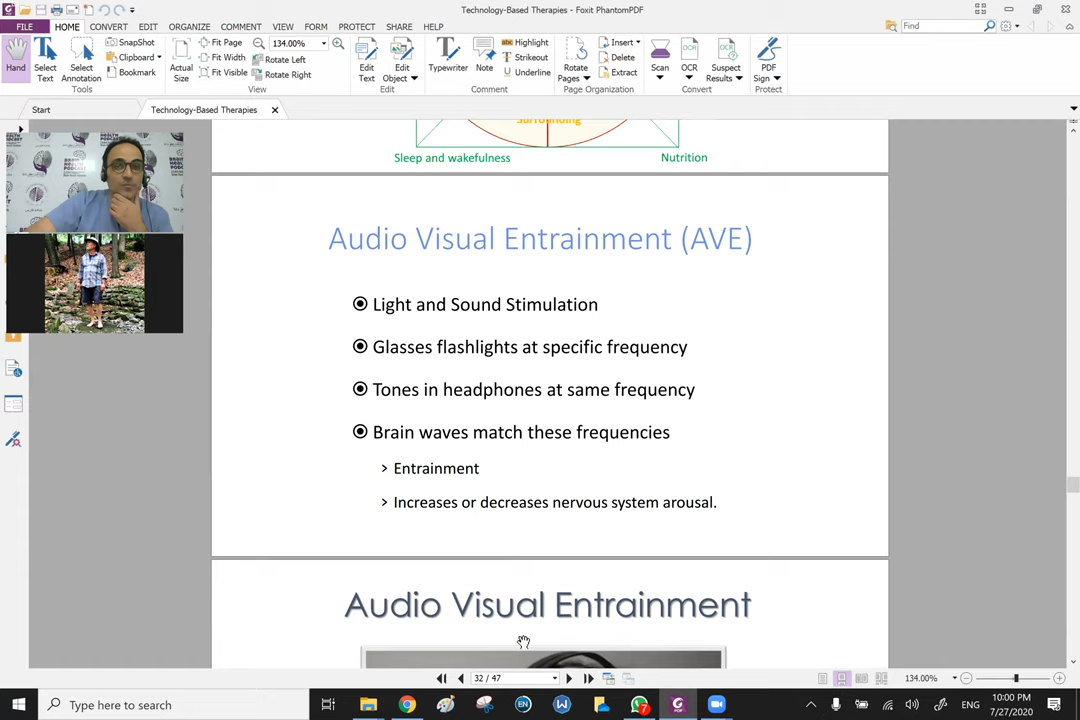 Technology-Based Therapies - Foxit PhantomPDF
FILE HOME CONVERT EDIT ORGANIZE COMMENT VIEW FORM PROTECT SHARE HELP
Find
Hand
Select Text
Select Annotation
SnapShot
Clipboard
Bookmark
Tools
Actual Size
Fit Page
Fit Width
Fit Visible
134.00%
Rotate Left
Rotate Right
View
Edit Text
Edit Object
Edit
Typewriter
Note
Highlight
Strikeout
Underline
Comment
Rotate Pages
Insert
Delete
Extract
Page Organization
Scan
OCR
Suspect Results
Convert
PDF Sign
Protect
Start
Technology-Based Therapies
Surrounding
Sleep and wakefulness
Nutrition
Audio Visual Entrainment (AVE)
Light and Sound Stimulation
Glasses flashlights at specific frequency
Tones in headphones at same frequency
Brain waves match these frequencies
> Entrainment
> Increases or decreases nervous system arousal.
Audio Visual Entrainment
32 / 47
134.00%
Type here to search
ENG
10:00 PM
7/27/2020